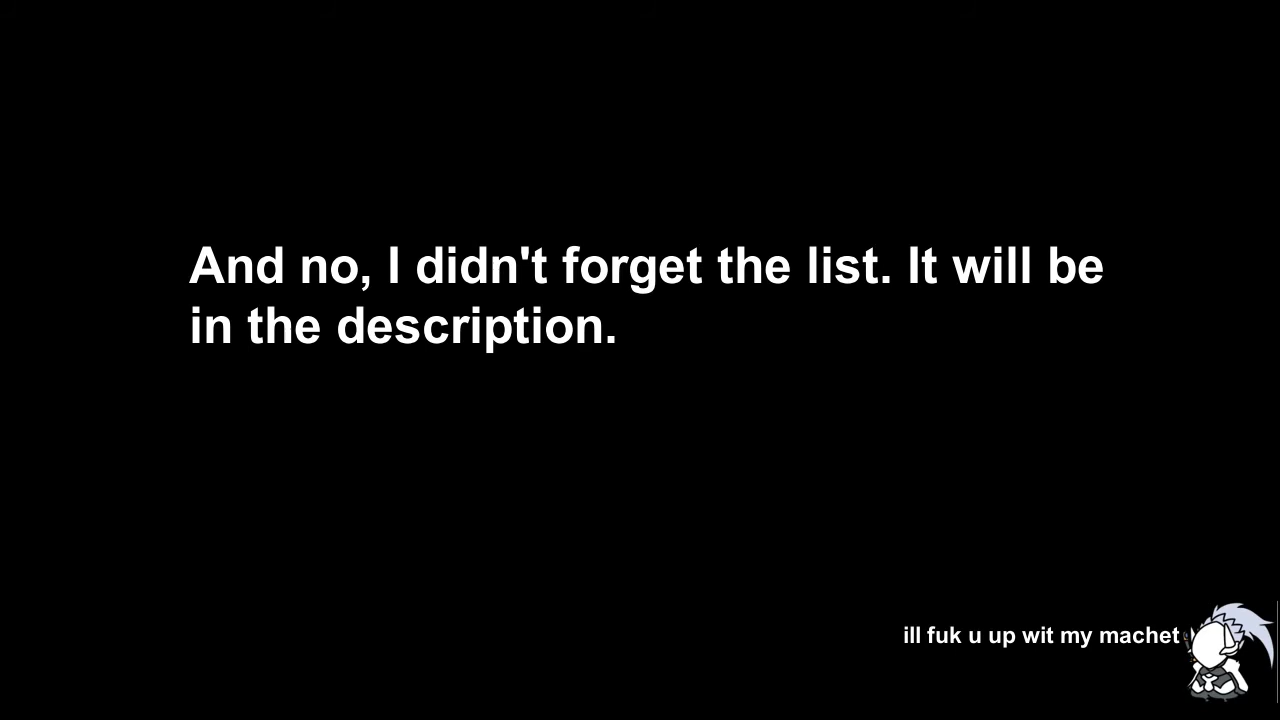 And no, I didn't forget the list. It will be
in the description.
ill fuk u up wit my machet